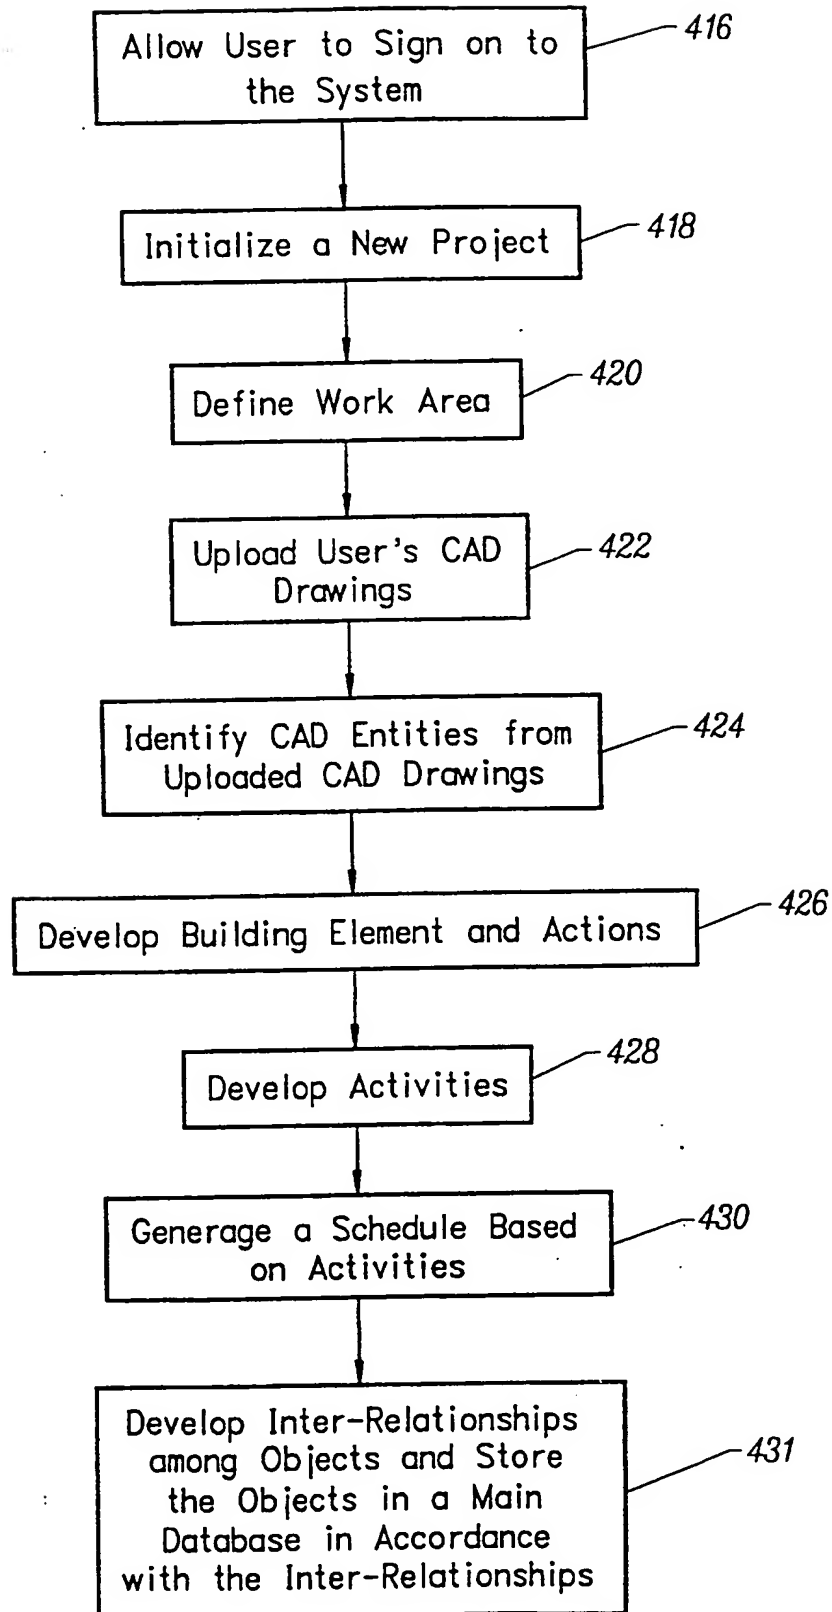 Allow User to Sign on to
the System
416
Initialize a New Project
418
Define Work Area
420
Upload User's CAD
Drawings
422
Identify CAD Entities from
Uploaded CAD Drawings
424
Develop Building Element and Actions
426
Develop Activities
428
Generage a Schedule Based
on Activities
430
Develop Inter-Relationships
among Objects and Store
the Objects in a Main
Database in Accordance
with the Inter-Relationships
431